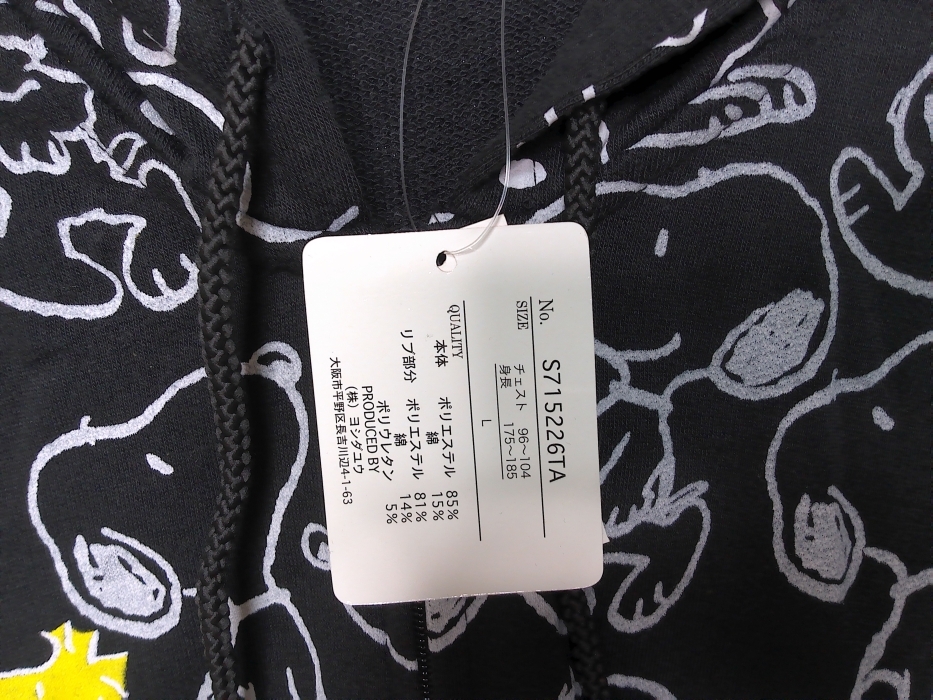 No. S715226TA
SIZE チェスト 96〜104
身長 175〜185
L
QUALITY
本体 ポリエステル 85%
綿 15%
リブ部分 ポリエステル 81%
綿 14%
ポリウレタン 5%
PRODUCED BY
(株)ヨシダユウ
大阪市平野区長吉川辺4-1-63